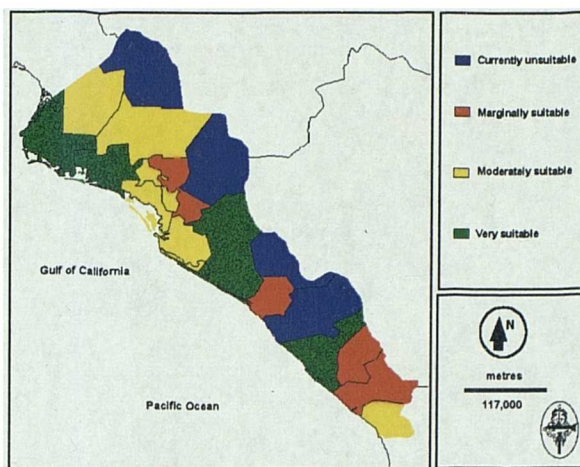 Currently unsuitable
Marginally suitable
Moderately suitable
Very suitable
Gulf of California
Pacific Ocean
N
metres
117,000